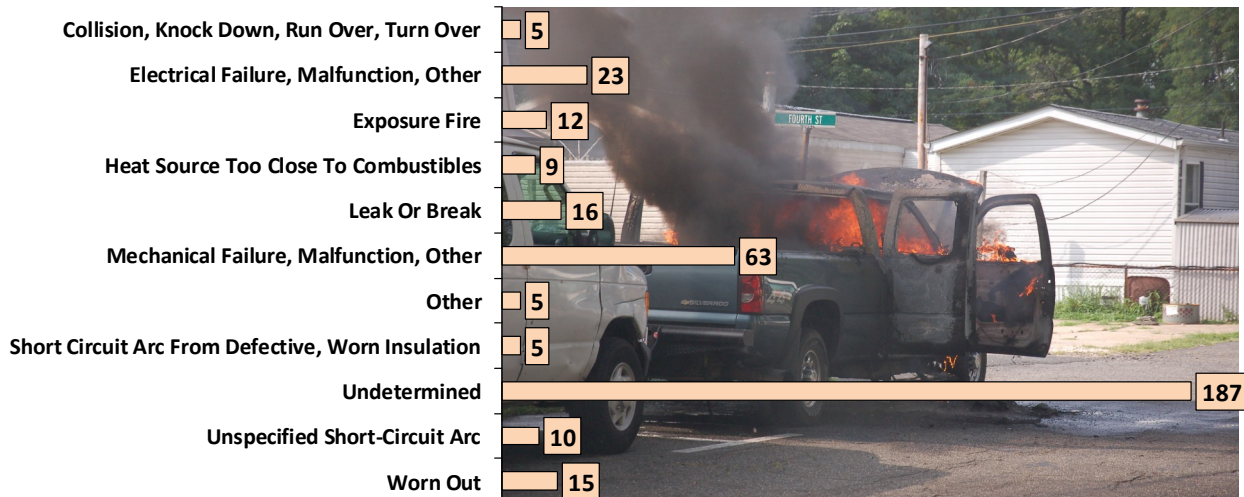 Collision, Knock Down, Run Over, Turn Over 5
Electrical Failure, Malfunction, Other 23
Exposure Fire 12
Heat Source Too Close To Combustibles 9
Leak Or Break 16
Mechanical Failure, Malfunction, Other 63
Other 5
Short Circuit Arc From Defective, Worn Insulation 5
Undetermined 187
Unspecified Short-Circuit Arc 10
Worn Out 15
FOURTH ST
SILVERADO